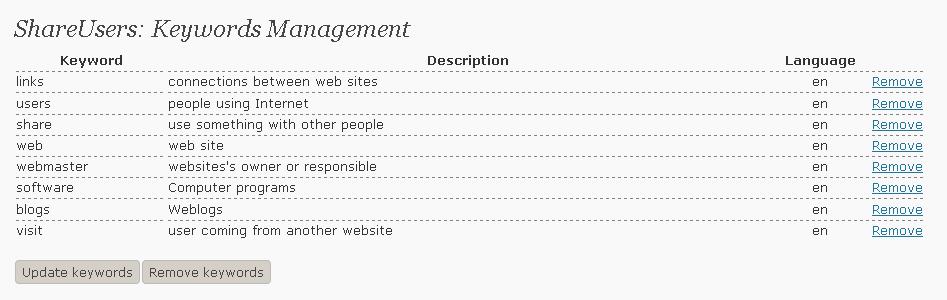 ShareUsers: Keywords Management
Keyword Description Language
links connections between web sites en Remove
users people using Internet en Remove
share use something with other people en Remove
web web site en Remove
webmaster websites's owner or responsible en Remove
software Computer programs en Remove
blogs Weblogs en Remove
visit user coming from another website en Remove
Update keywords Remove keywords